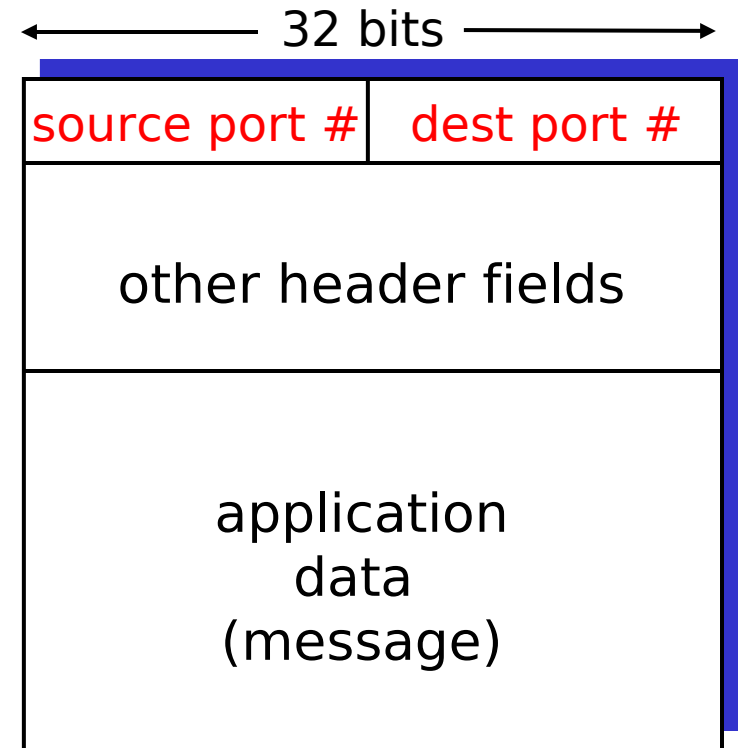 32 bits
source port # dest port #
other header fields
application
data
(message)